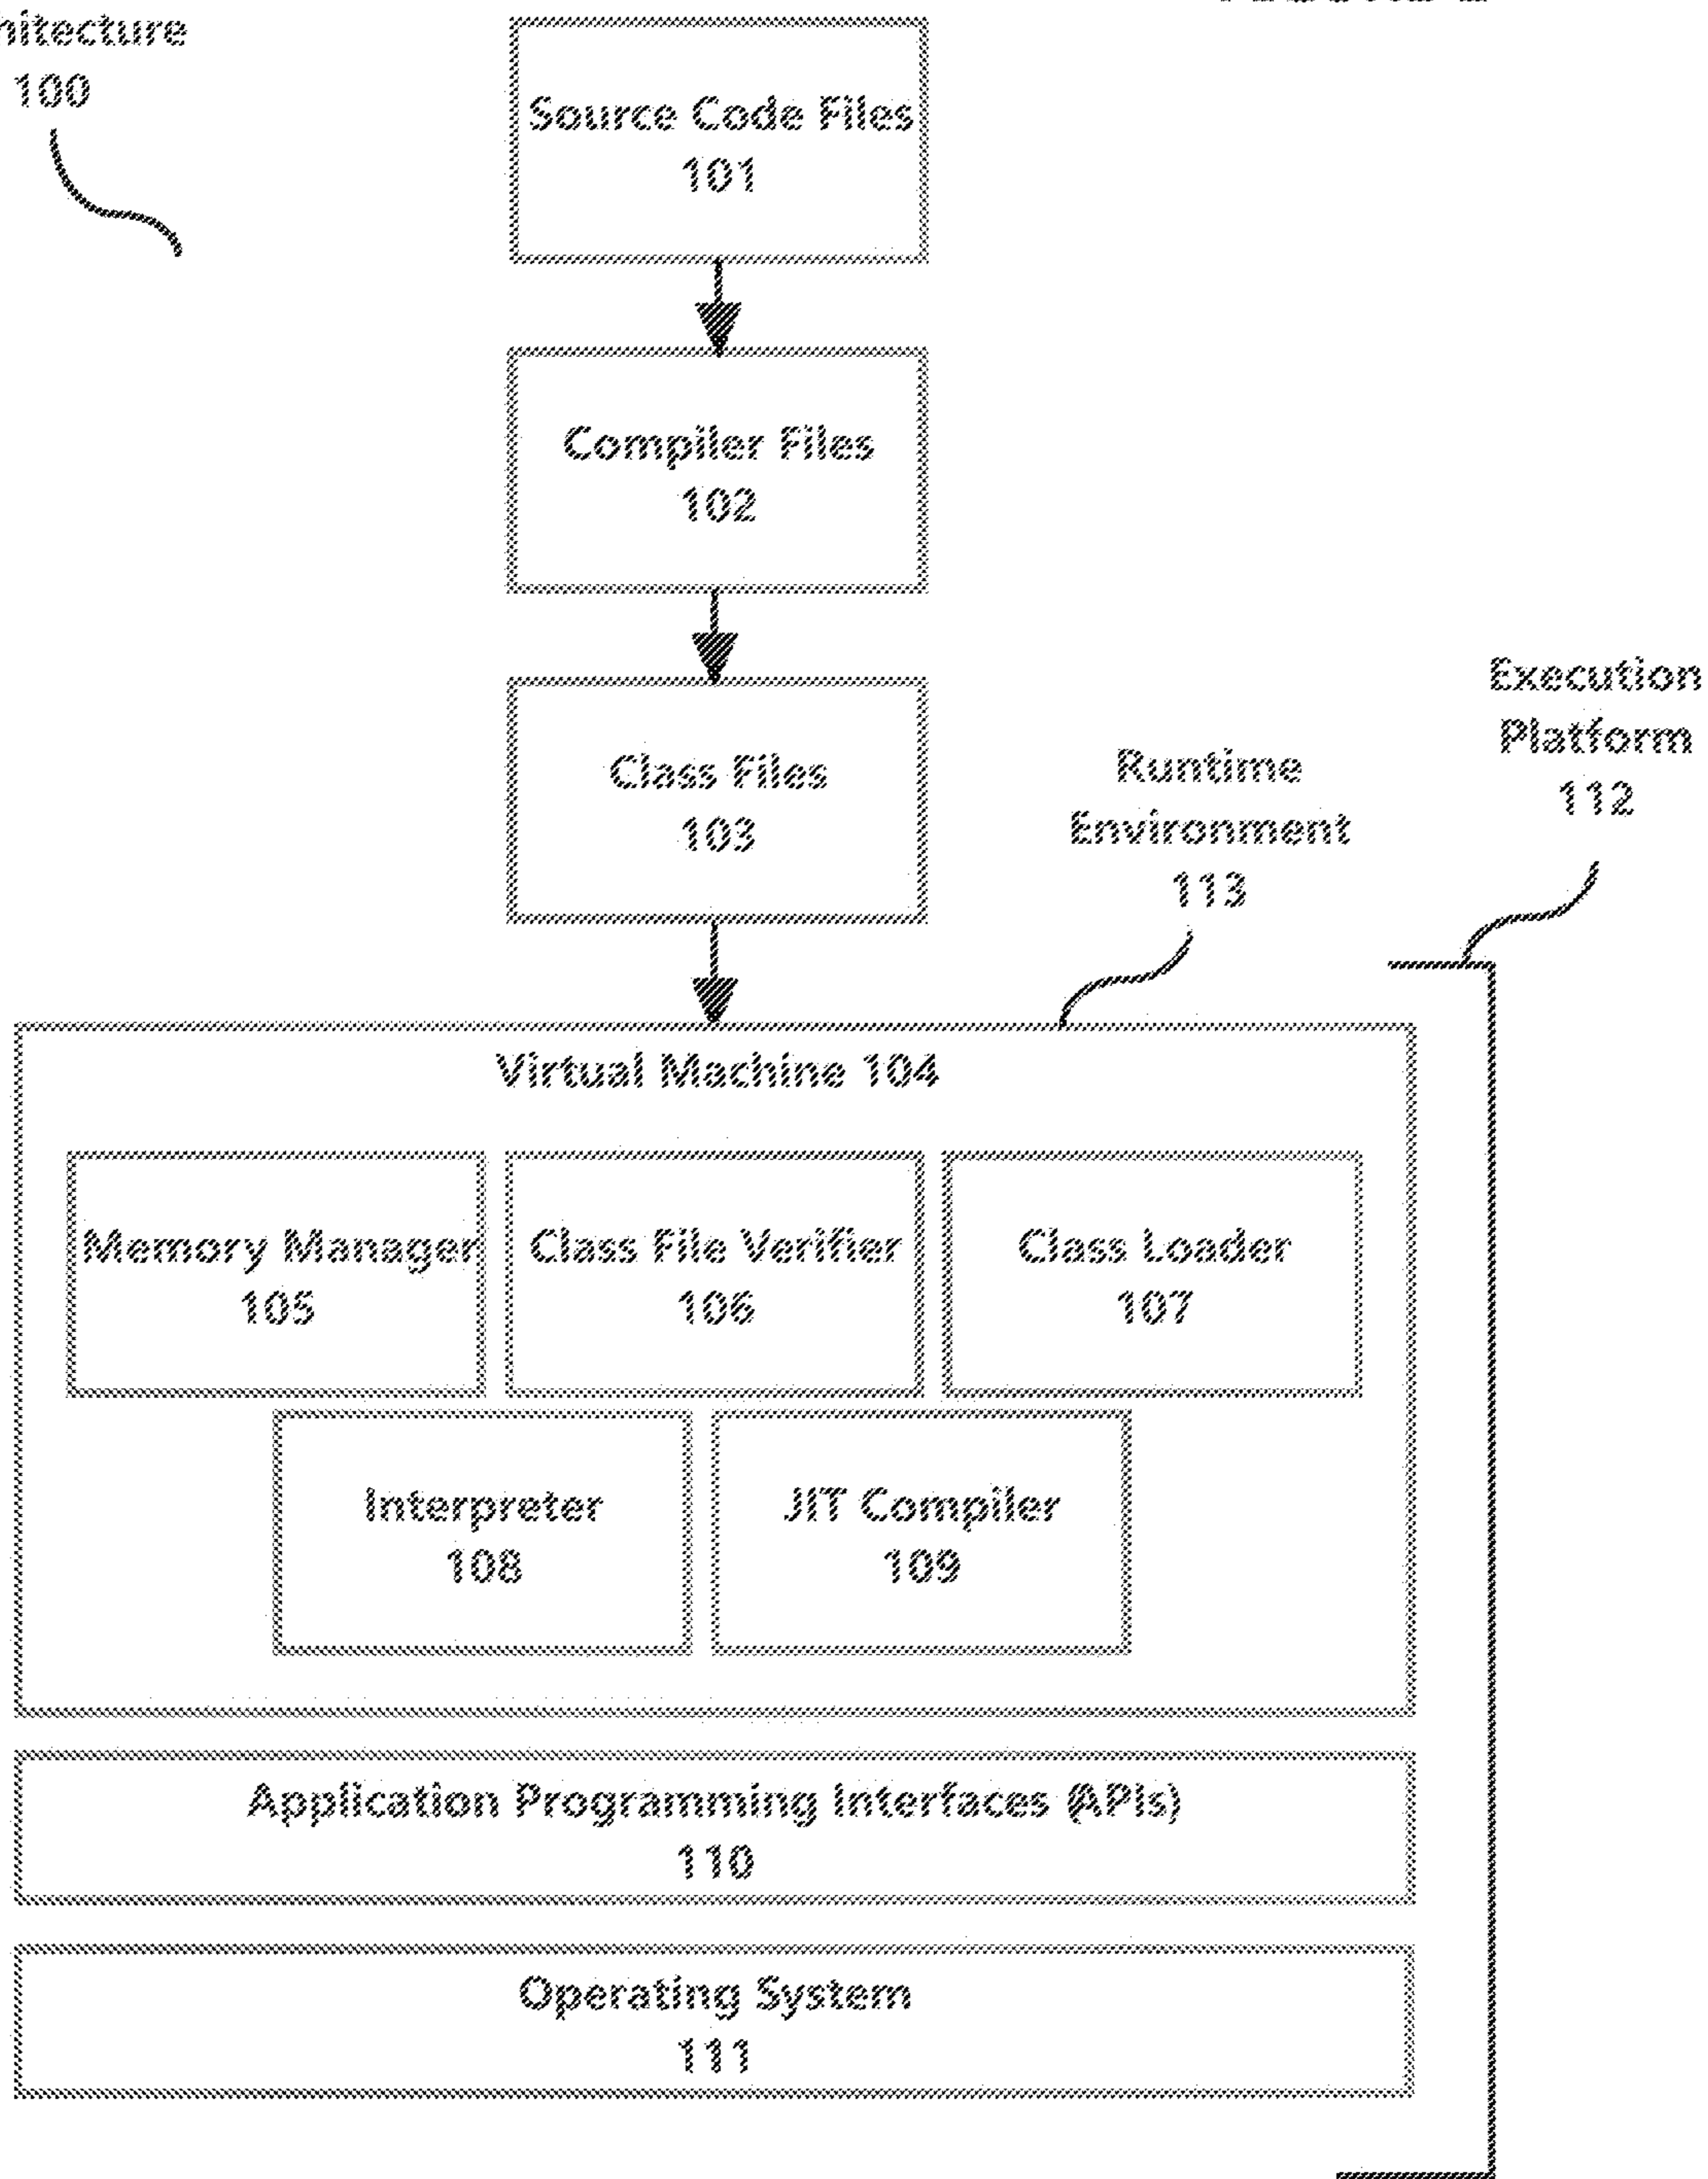 100
Source Code Files
101
Compiler Files
102
Class Files
103
Execution
Platform
112
Runtime
Environment
113
Virtual Machine 104
Memory Manager
105
Class File Verifier
106
Class Loader
107
Interpreter
108
JIT Compiler
109
Application Programming Interfaces (APIs)
110
Operating System
111